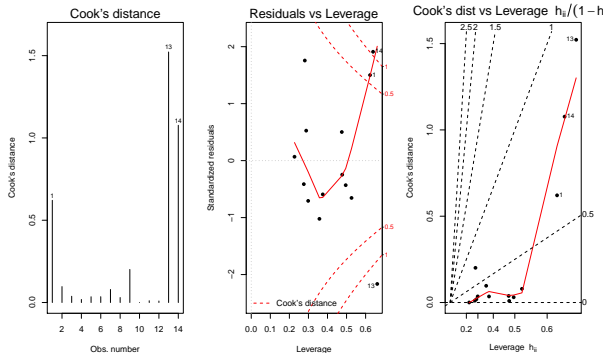 Cook's distance
Cook's distance
0.0 0.5 1.0 1.5
1
13
14
2 4 6 8 10 12 14
Obs. number
Residuals vs Leverage
Standardized residuals
-2 -1 0 1 2
14
1
13
1
0.5
0.5
1
Cook's distance
0.0 0.1 0.2 0.3 0.4 0.5 0.6
Leverage
Cook's dist vs Leverage hii/(1-h
Cook's distance
0.0 0.5 1.0 1.5
2.5 2 1.5 1
13
14
1
0.5
0
0.2 0.3 0.4 0.5 0.6
Leverage hii